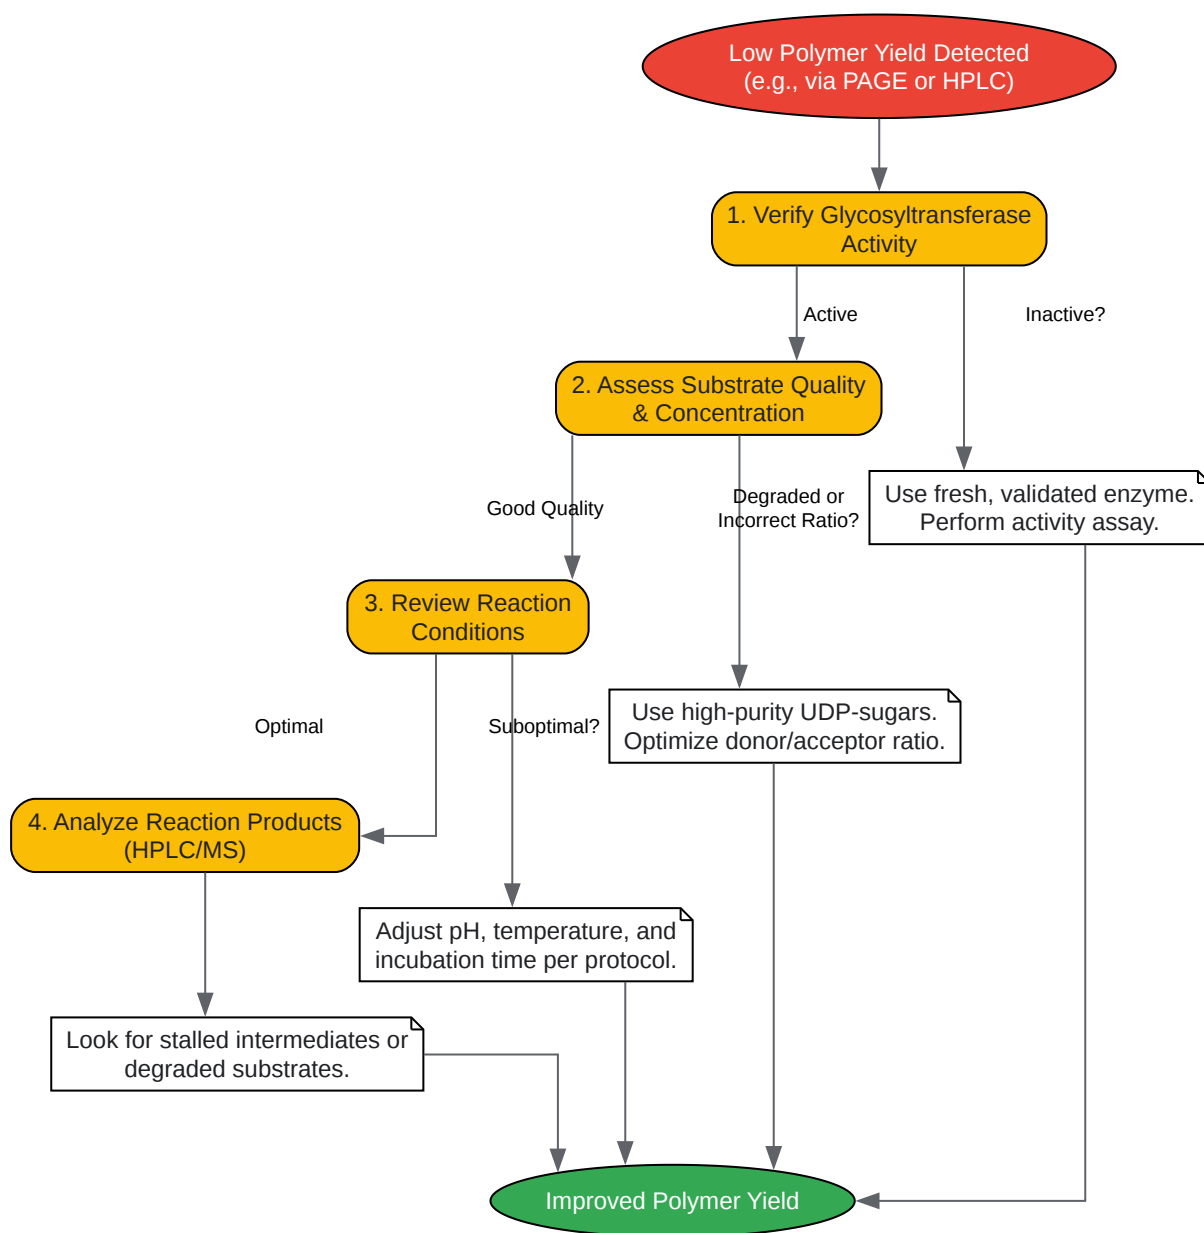 Low Polymer Yield Detected
(e.g., via PAGE or HPLC)
1. Verify Glycosyltransferase
Activity
Active
Inactive?
2. Assess Substrate Quality
& Concentration
Good Quality
Degraded or
Incorrect Ratio?
Use fresh, validated enzyme.
Perform activity assay.
3. Review Reaction
Conditions
Optimal
Suboptimal?
Use high-purity UDP-sugars.
Optimize donor/acceptor ratio.
4. Analyze Reaction Products
(HPLC/MS)
Adjust pH, temperature, and
incubation time per protocol.
Look for stalled intermediates or
degraded substrates.
Improved Polymer Yield